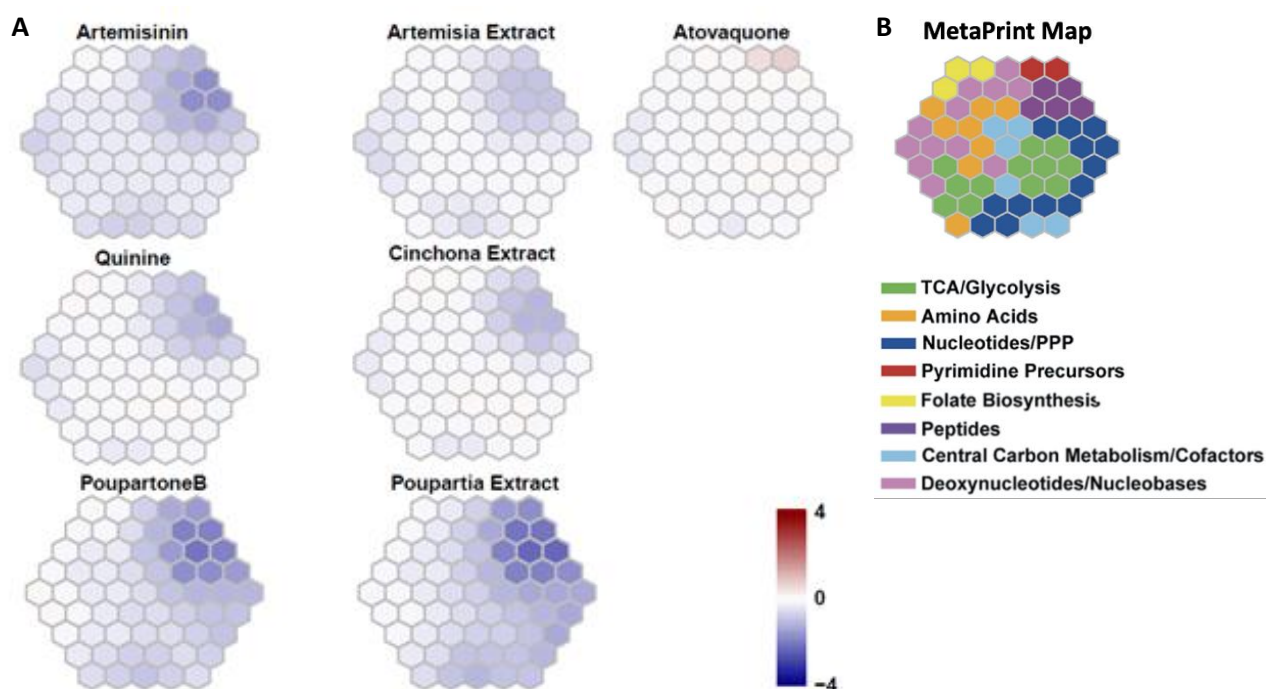 A
Artemisinin
Artemisia Extract
Atovaquone
Quinine
Cinchona Extract
PoupartoneB
Poupartia Extract
4
0
−4
B
MetaPrint Map
TCA/Glycolysis
Amino Acids
Nucleotides/PPP
Pyrimidine Precursors
Folate Biosynthesis
Peptides
Central Carbon Metabolism/Cofactors
Deoxynucleotides/Nucleobases